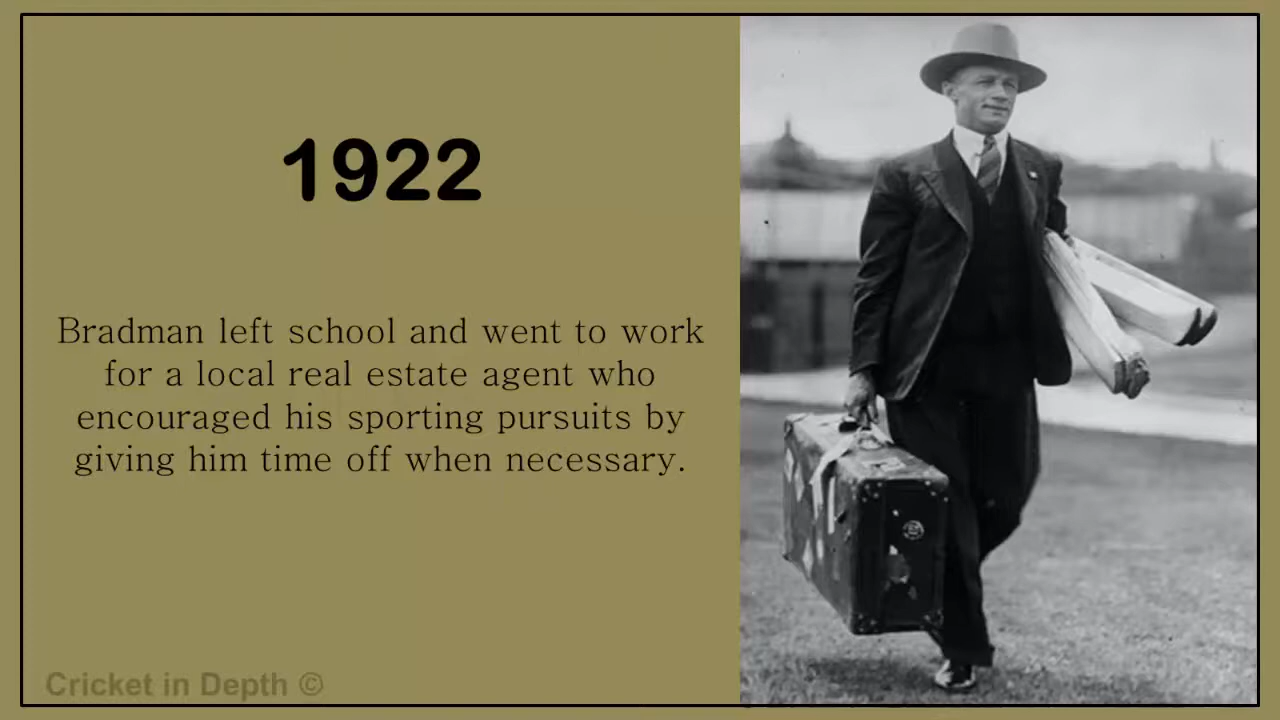 1922
Bradman left school and went to work
for a local real estate agent who
encouraged his sporting pursuits by
giving him time off when necessary.
Cricket in Depth ©